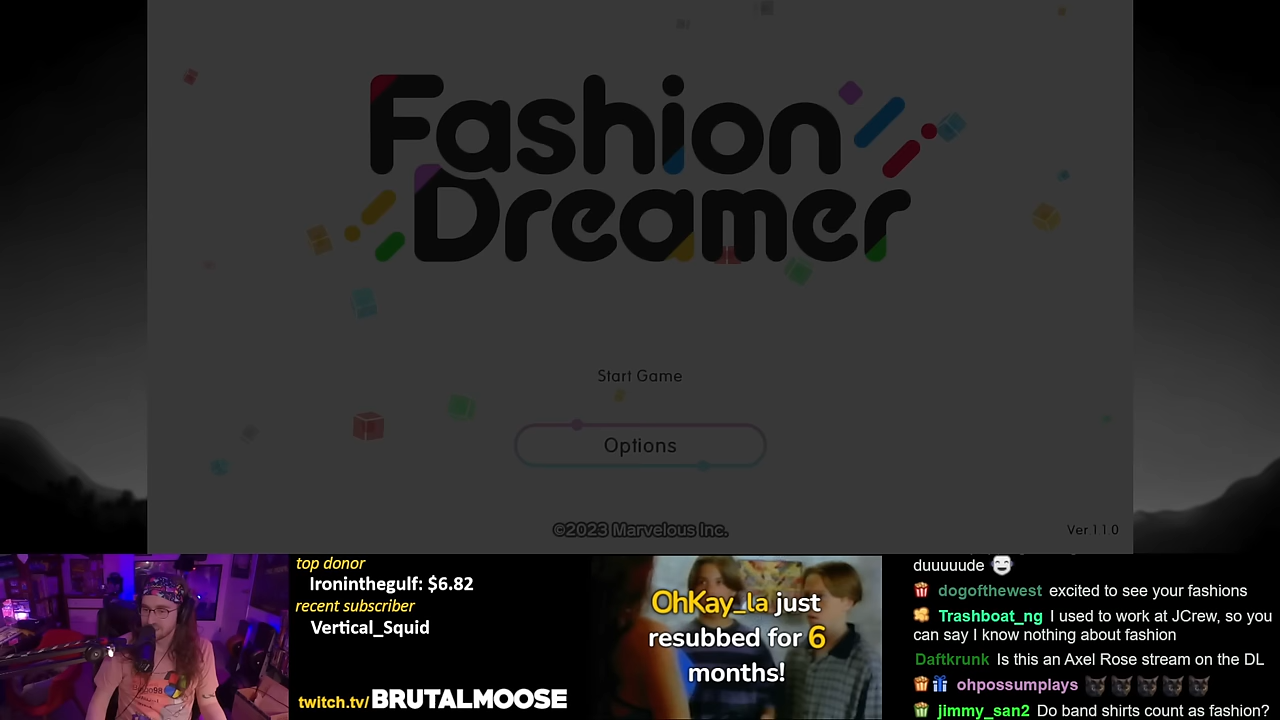 Fashion
Dreamer
Start Game
Options
©2023 Marvelous Inc.
Ver 1.1.0
top donor
Ironinthegulf: $6.82
recent subscriber
Vertical_Squid
twitch.tv/BRUTALMOOSE
OhKay_la just
resubbed for 6
months!
duuuuude
dogofthewest excited to see your fashions
Trashboat_ng I used to work at JCrew, so you
can say I know nothing about fashion
Daftkrunk Is this an Axel Rose stream on the DL
ohpossumplays
jimmy_san2 Do band shirts count as fashion?